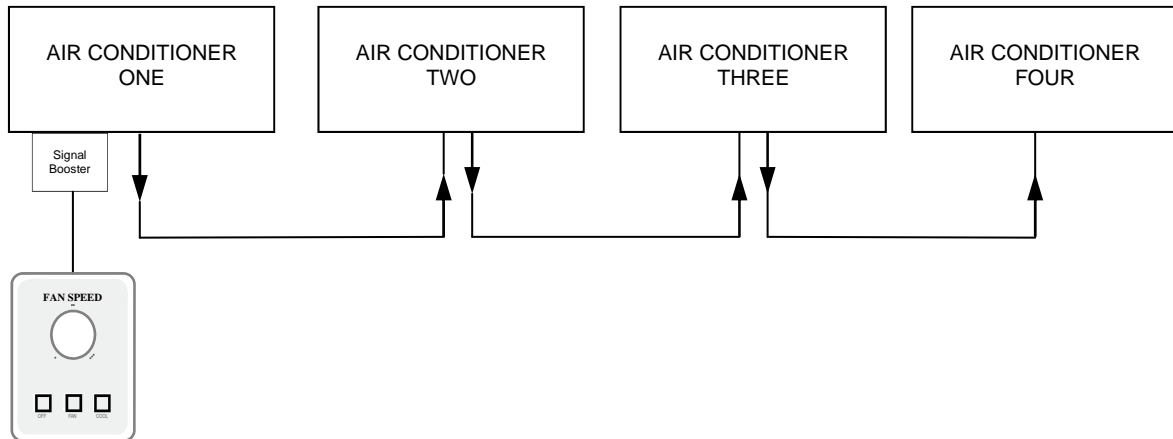 AIR CONDITIONER
ONE
AIR CONDITIONER
TWO
AIR CONDITIONER
THREE
AIR CONDITIONER
FOUR
Signal
Booster
FAN SPEED
OFF
FAN
COOL